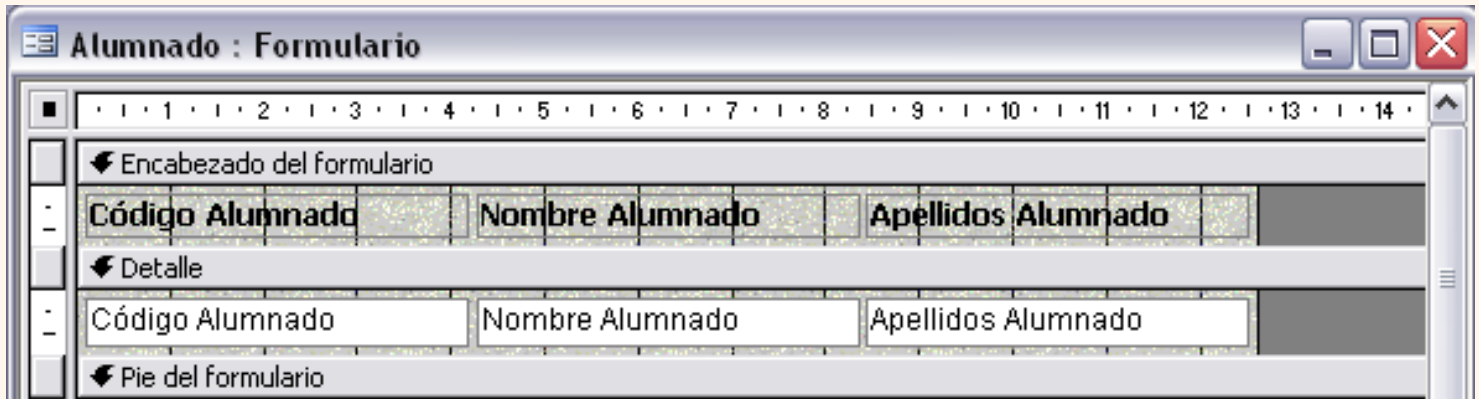 Alumnado : Formulario
1 2 3 4 5 6 7 8 9 10 11 12 13 14
Encabezado del formulario
Código Alumnado Nombre Alumnado Apellidos Alumnado
Detalle
Código Alumnado Nombre Alumnado Apellidos Alumnado
Pie del formulario